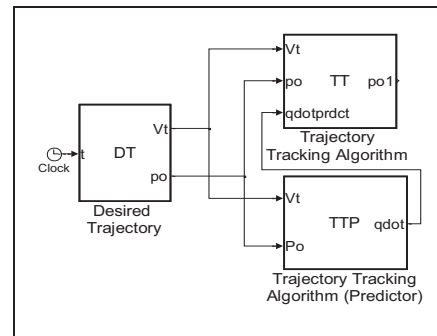 Clock
t
DT
Vt
po
Desired
Trajectory
Vt
po
qdotprdct
TT
po1
Trajectory
Tracking Algorithm
Vt
Po
TTP
qdot
Trajectory Tracking
Algorithm (Predictor)